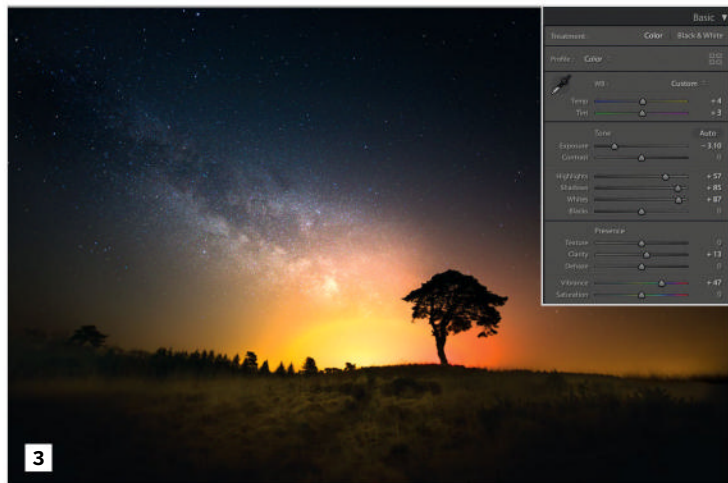 Basic
Treatment: Color Black & White
Profile: Color
WB: Custom
Temp +4
Tint +3
Tone Auto
Exposure −3.10
Contrast 0
Highlights +57
Shadows +85
Whites +87
Blacks 0
Presence
Texture 0
Clarity +13
Dehaze 0
Vibrance +47
Saturation 0
3